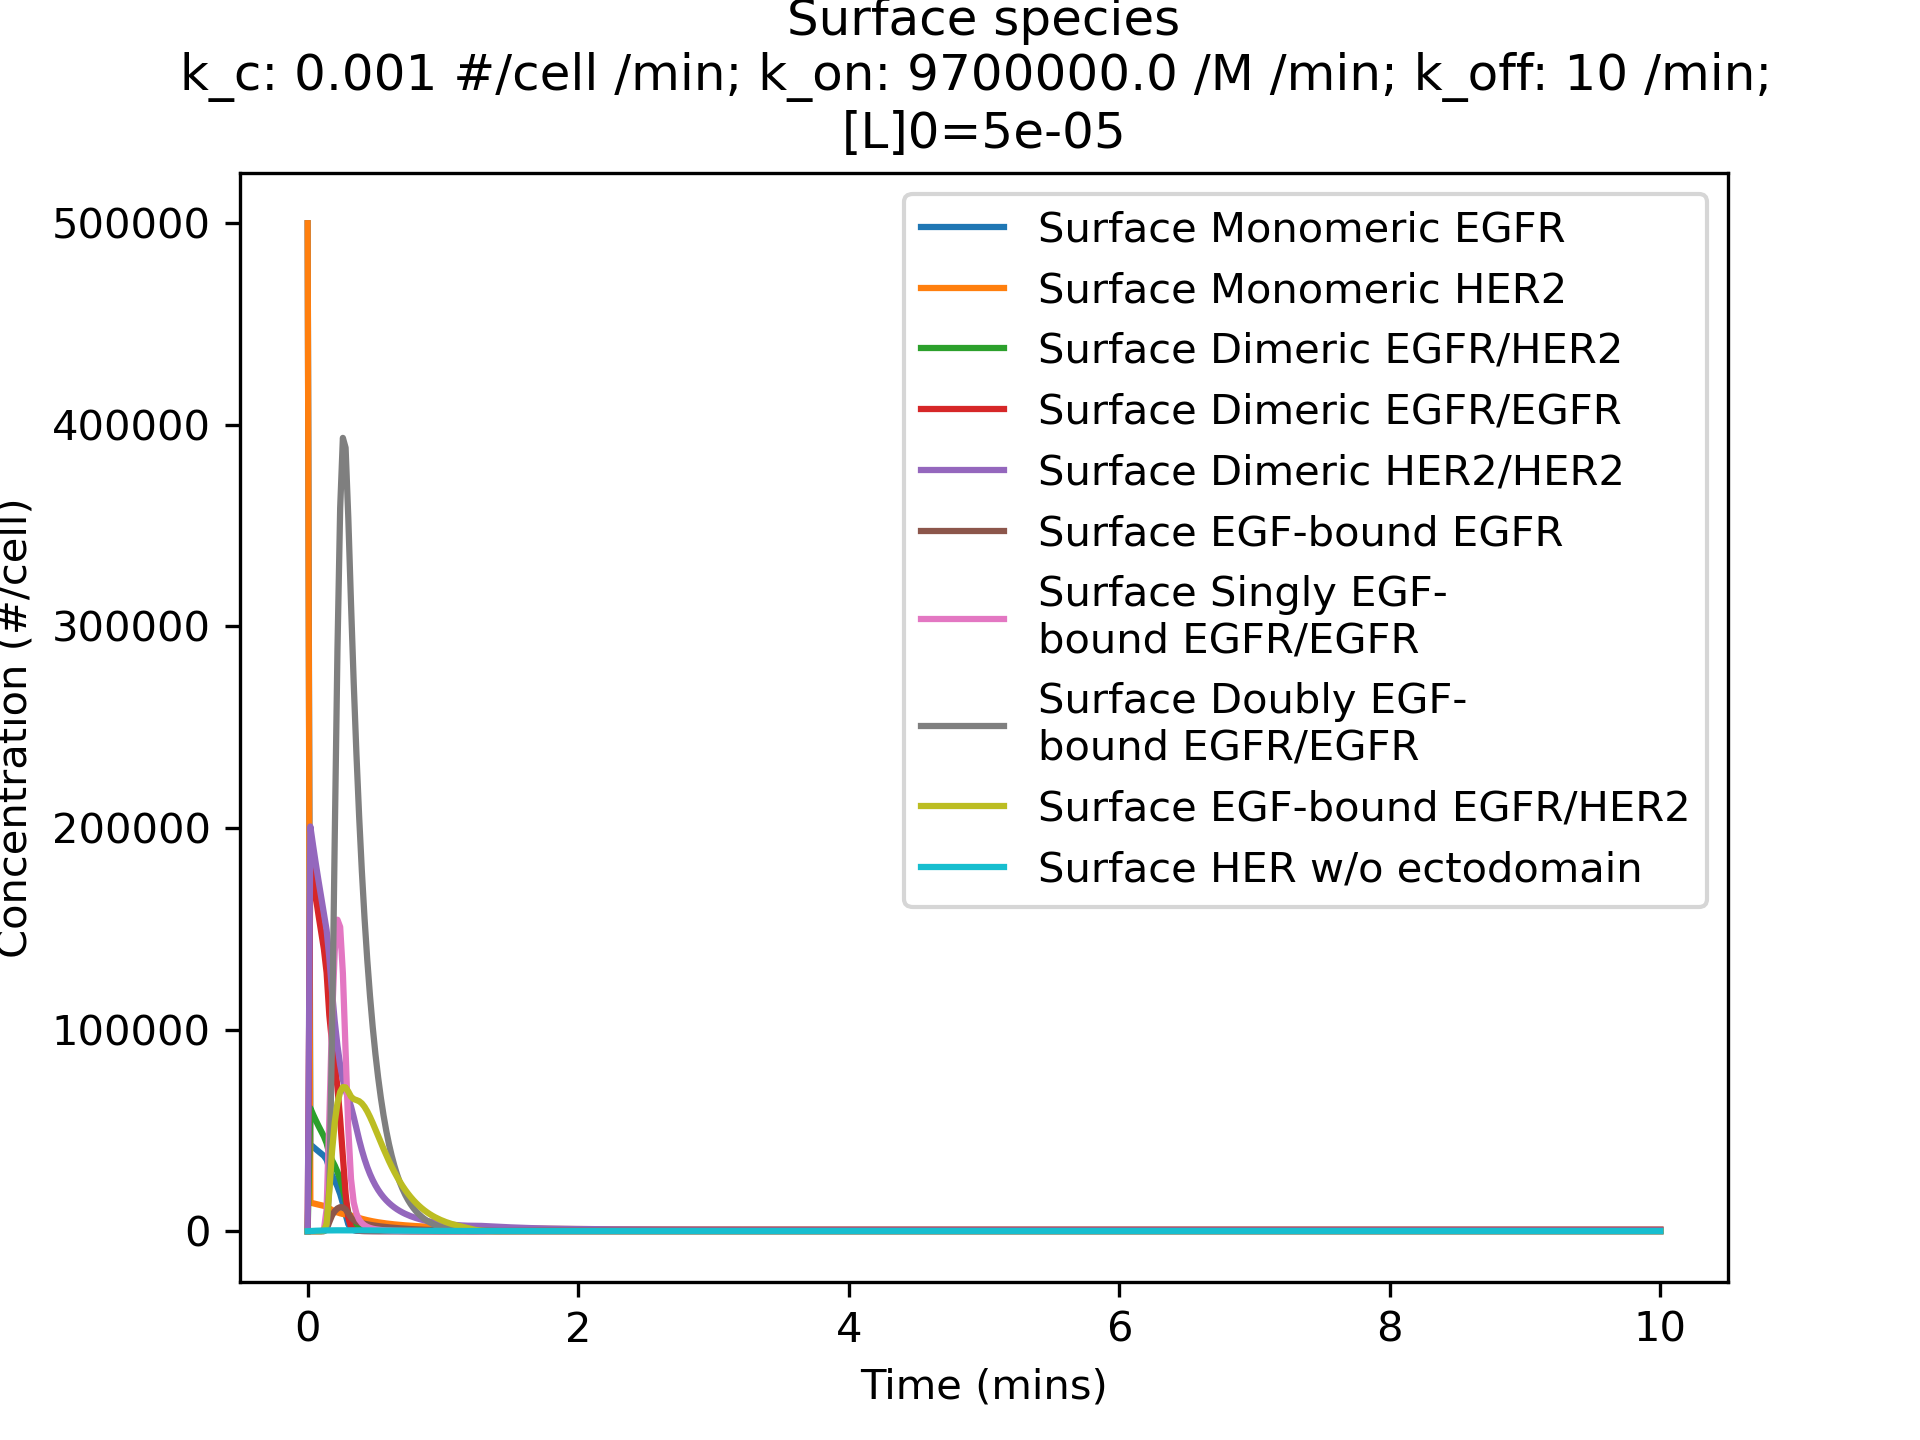 Surface species
k_c: 0.001 #/cell /min; k_on: 9700000.0 /M /min; k_off: 10 /min;
[L]0=5e-05
Concentration (#/cell)
500000
400000
300000
200000
100000
0
Surface Monomeric EGFR
Surface Monomeric HER2
Surface Dimeric EGFR/HER2
Surface Dimeric EGFR/EGFR
Surface Dimeric HER2/HER2
Surface EGF-bound EGFR
Surface Singly EGF-
bound EGFR/EGFR
Surface Doubly EGF-
bound EGFR/EGFR
Surface EGF-bound EGFR/HER2
Surface HER w/o ectodomain
0 2 4 6 8 10
Time (mins)